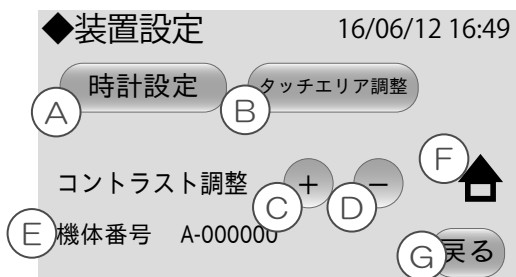 ◆装置設定 16/06/12 16:49
A 時計設定 B タッチエリア調整
F
コントラスト調整 C + D −
E 機体番号 A-000000
G 戻る